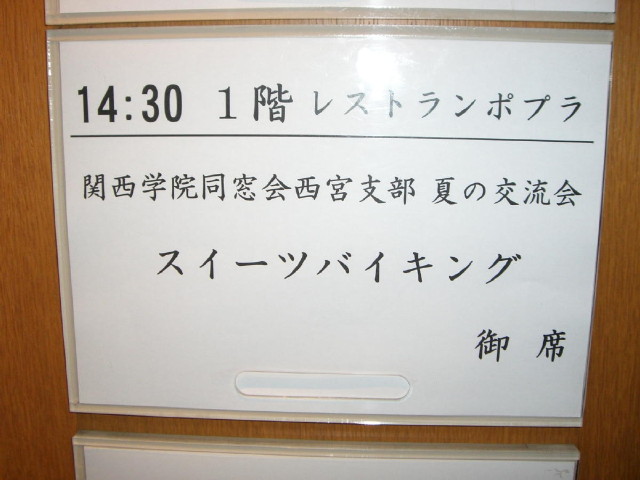 14:30 1階 レストランポプラ
関西学院同窓会西宮支部 夏の交流会
スイーツバイキング
御 席